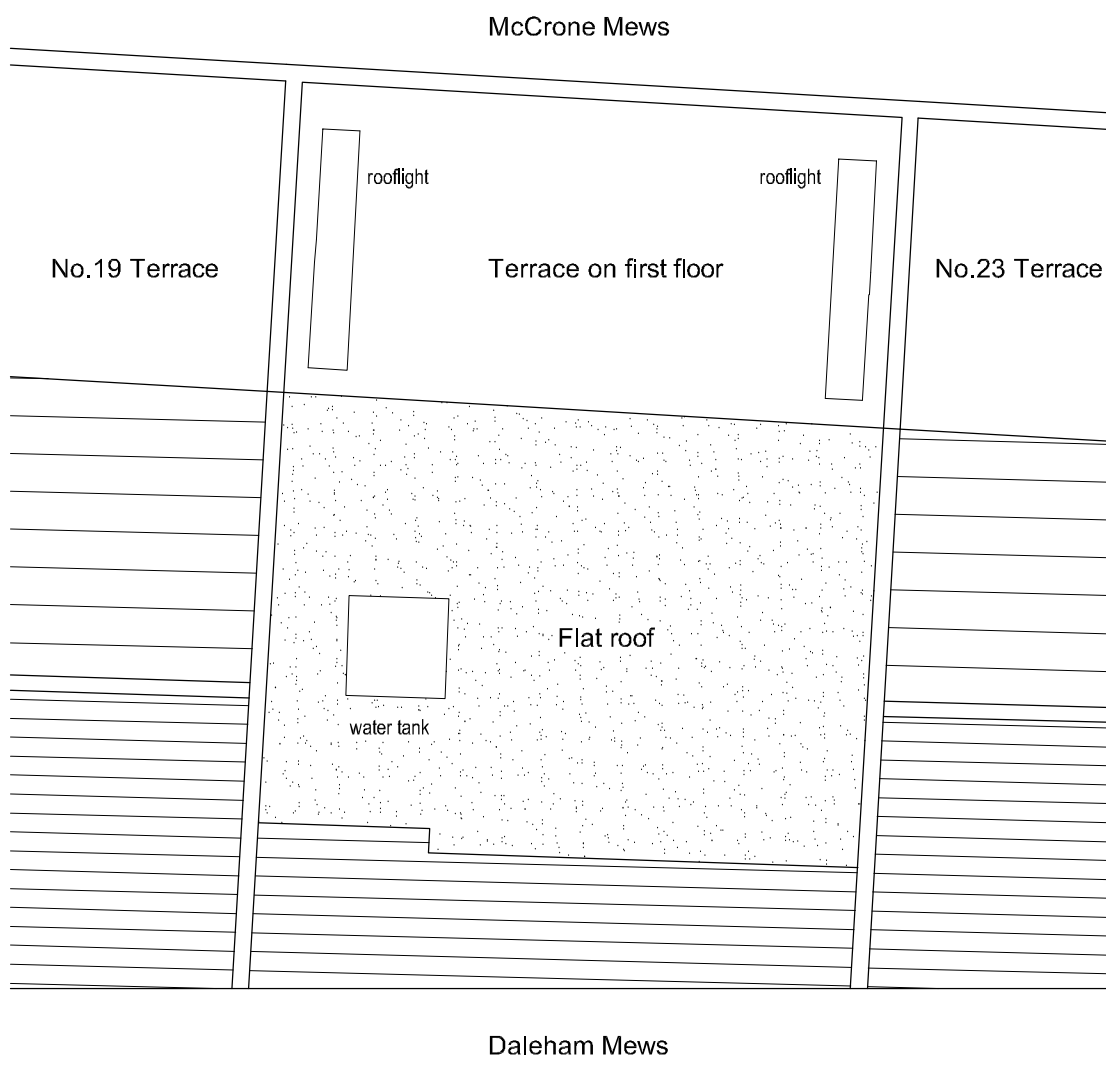 McCrone Mews
rooflight
rooflight
No.19 Terrace
Terrace on first floor
No.23 Terrace
Flat roof
water tank
Daleham Mews